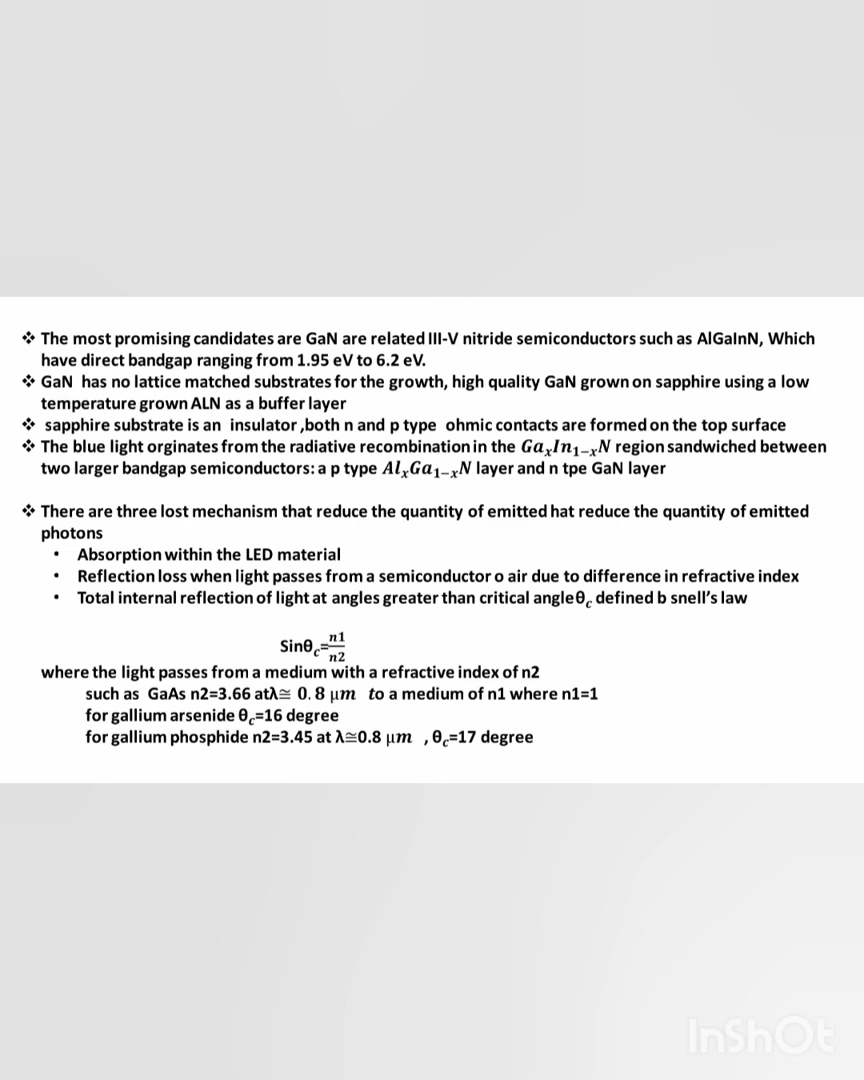 ❖ The most promising candidates are GaN are related III-V nitride semiconductors such as AlGaInN, Which
have direct bandgap ranging from 1.95 eV to 6.2 eV.
❖ GaN has no lattice matched substrates for the growth, high quality GaN grown on sapphire using a low
temperature grown ALN as a buffer layer
❖ sapphire substrate is an insulator ,both n and p type ohmic contacts are formed on the top surface
❖ The blue light orginates from the radiative recombination in the GaₓIn₁₋ₓN region sandwiched between
two larger bandgap semiconductors: a p type AlₓGa₁₋ₓN layer and n tpe GaN layer
❖ There are three lost mechanism that reduce the quantity of emitted hat reduce the quantity of emitted
photons
• Absorption within the LED material
• Reflection loss when light passes from a semiconductor o air due to difference in refractive index
• Total internal reflection of light at angles greater than critical angleθc defined b snell’s law
Sinθc=n1/n2
where the light passes from a medium with a refractive index of n2
such as GaAs n2=3.66 atλ≅ 0.8 μm to a medium of n1 where n1=1
for gallium arsenide θc=16 degree
for gallium phosphide n2=3.45 at λ≅0.8 μm , θc=17 degree
InShOt